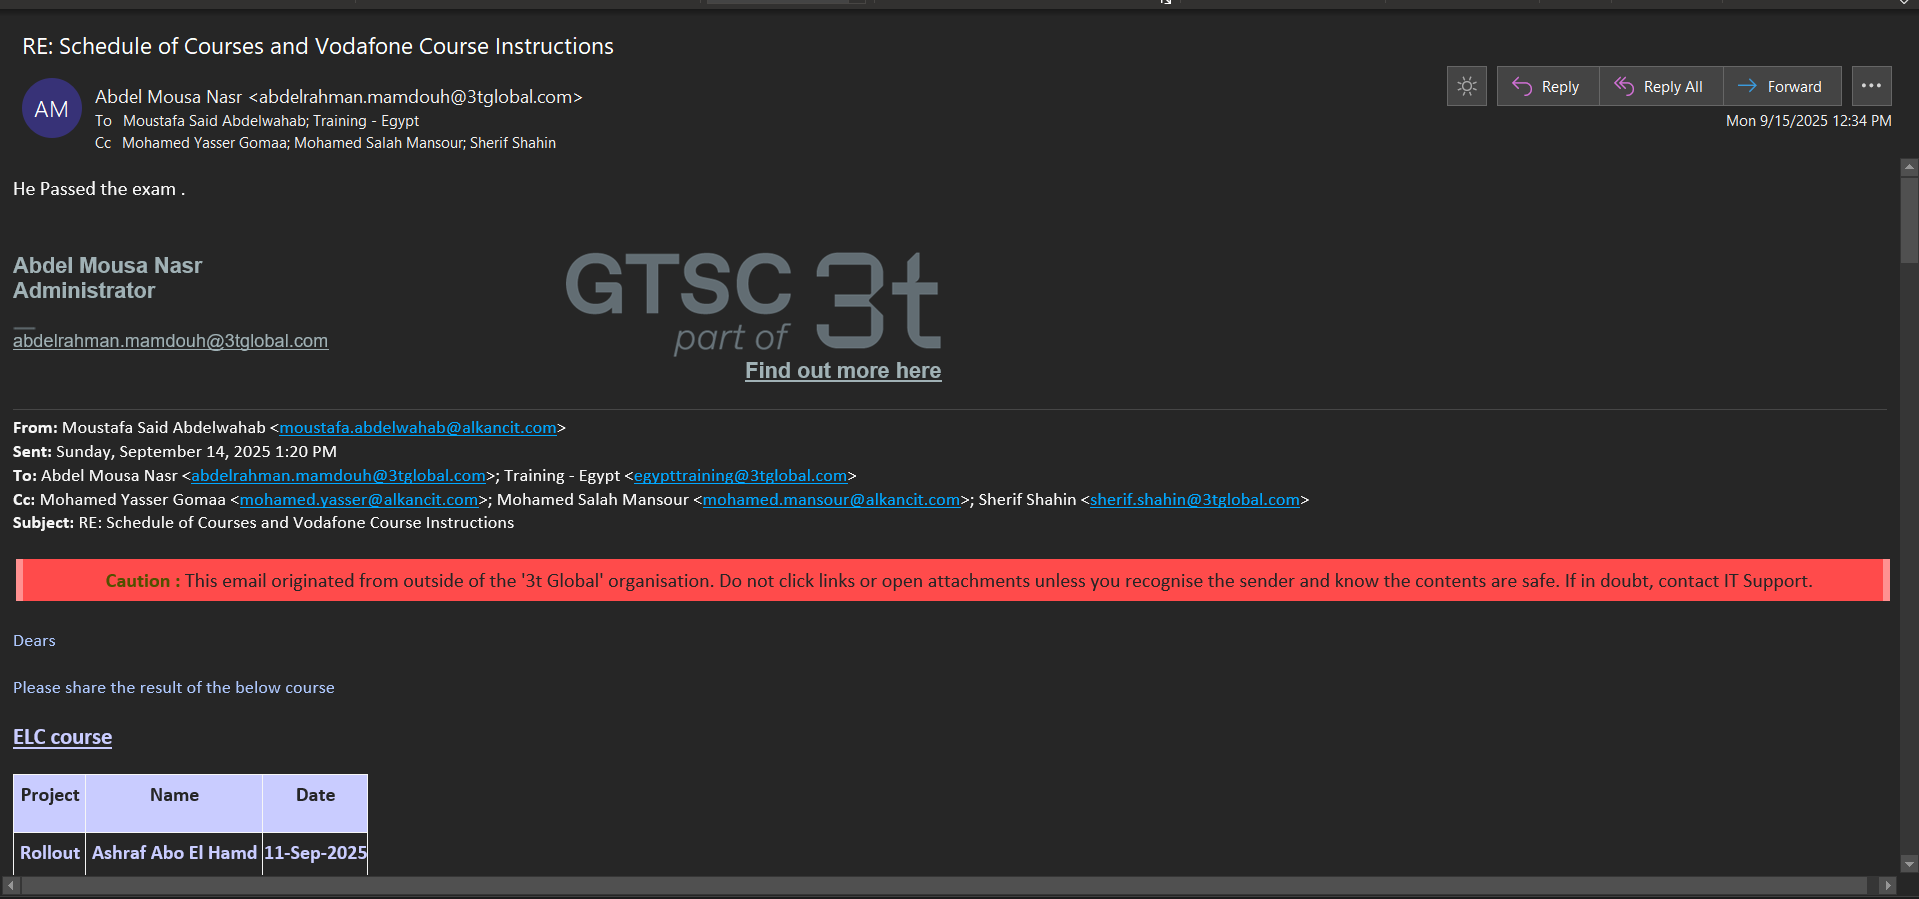 RE: Schedule of Courses and Vodafone Course Instructions
AM
Abdel Mousa Nasr <abdelrahman.mamdouh@3tglobal.com>
To Moustafa Said Abdelwahab; Training - Egypt
Cc Mohamed Yasser Gomaa; Mohamed Salah Mansour; Sherif Shahin
Reply
Reply All
Forward
Mon 9/15/2025 12:34 PM
He Passed the exam .
Abdel Mousa Nasr
Administrator
abdelrahman.mamdouh@3tglobal.com
GTSC 3t
part of
Find out more here
From: Moustafa Said Abdelwahab <moustafa.abdelwahab@alkancit.com>
Sent: Sunday, September 14, 2025 1:20 PM
To: Abdel Mousa Nasr <abdelrahman.mamdouh@3tglobal.com>; Training - Egypt <egypttraining@3tglobal.com>
Cc: Mohamed Yasser Gomaa <mohamed.yasser@alkancit.com>; Mohamed Salah Mansour <mohamed.mansour@alkancit.com>; Sherif Shahin <sherif.shahin@3tglobal.com>
Subject: RE: Schedule of Courses and Vodafone Course Instructions
Caution : This email originated from outside of the '3t Global' organisation. Do not click links or open attachments unless you recognise the sender and know the contents are safe. If in doubt, contact IT Support.
Dears
Please share the result of the below course
ELC course
Project Name Date
Rollout Ashraf Abo El Hamd 11-Sep-2025